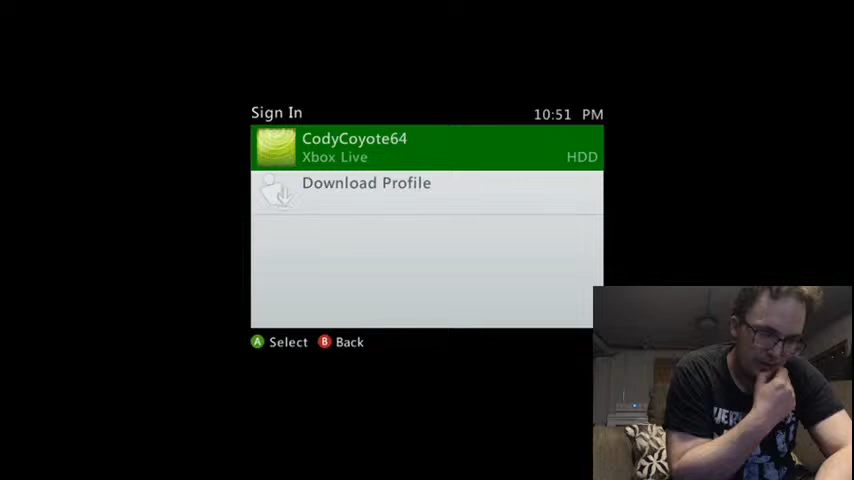 Sign In
10:51 PM
CodyCoyote64
Xbox Live
HDD
Download Profile
A Select B Back